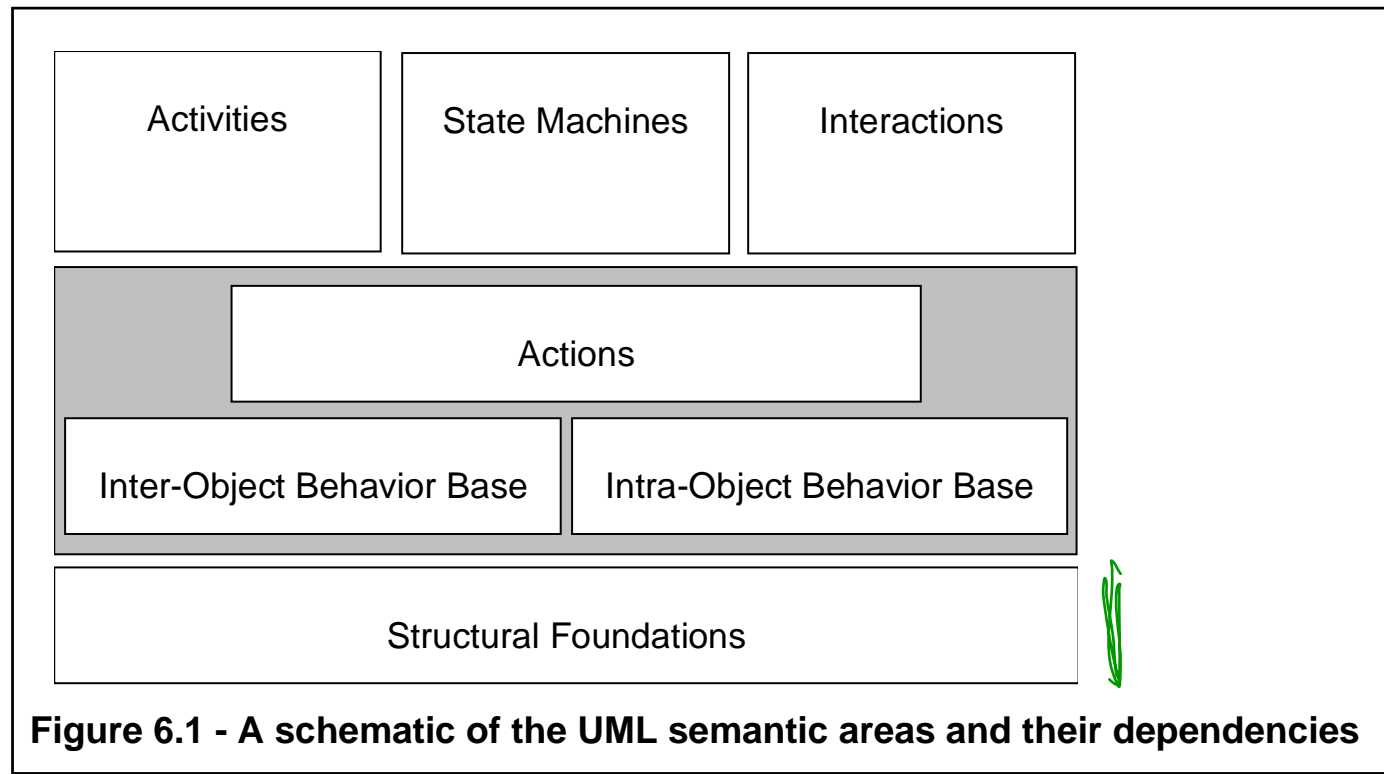 Activities
State Machines
Interactions
Actions
Inter-Object Behavior Base
Intra-Object Behavior Base
Structural Foundations
Figure 6.1 - A schematic of the UML semantic areas and their dependencies